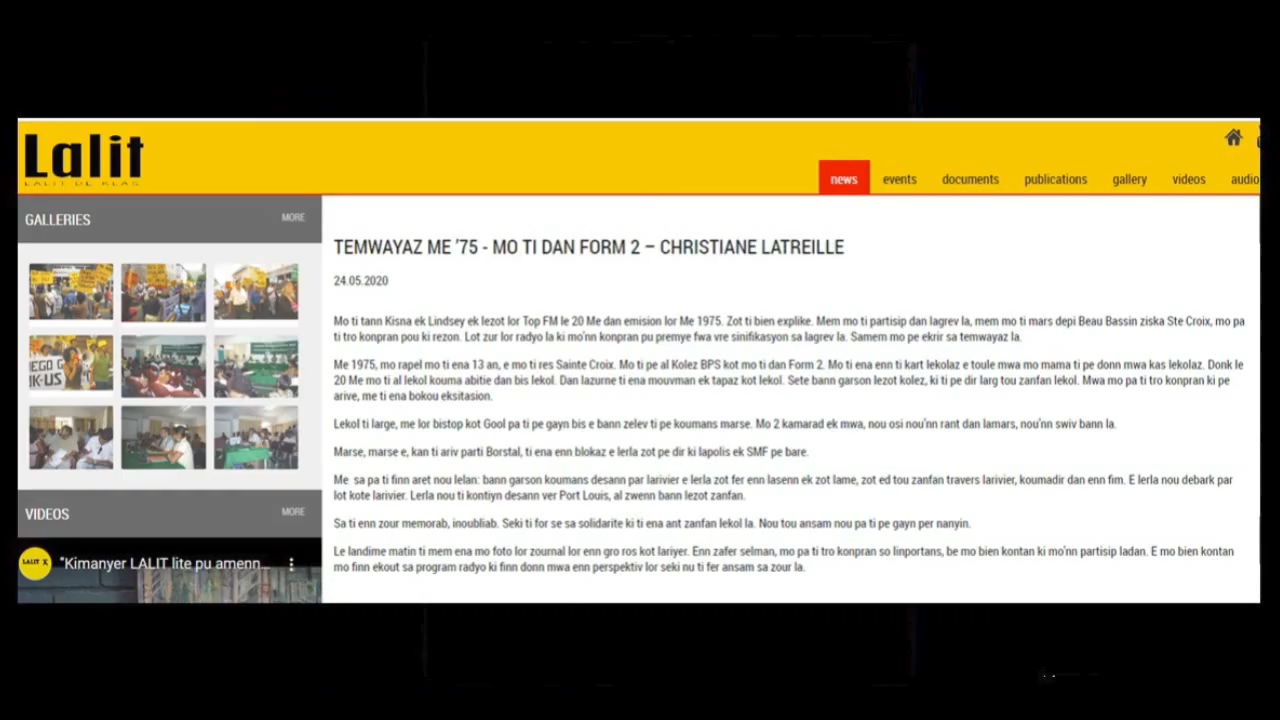 Lalit
LALIT DE KLAS
news
events
documents
publications
gallery
videos
audio
GALLERIES
MORE
VIDEOS
MORE
LALIT
"Kimanyer LALIT lite pu amenn...
TEMWAYAZ ME '75 - MO TI DAN FORM 2 – CHRISTIANE LATREILLE
24.05.2020
Mo ti tann Kisna ek Lindsey ek lezot lor Top FM le 20 Me dan emision lor Me 1975. Zot ti bien explike. Mem mo ti partisip dan lagrev la, mem mo ti mars depi Beau Bassin ziska Ste Croix, mo pa
ti tro konpran pou ki rezon. Lot zur lor radyo la ki mo'nn konpran pu premye fwa vre sinifikasyon sa lagrev la. Samem mo pe ekrir sa temwayaz la.
Me 1975, mo rapel mo ti ena 13 an, e mo ti res Sainte Croix. Mo ti pe al Kolez BPS kot mo ti dan Form 2. Mo ti ena enn ti kart lekolaz e toule mwa mo mama ti pe donn mwa kas lekolaz. Donk le
20 Me mo ti al lekol kouma abitie dan bis lekol. Dan lazurne ti ena mouvman ek tapaz kot lekol. Sete bann garson lezot kolez, ki ti pe dir larg tou zanfan lekol. Mwa mo pa ti tro konpran ki pe
arive, me ti ena bokou eksitasion.
Lekol ti large, me lor bistop kot Gool pa ti pe gayn bis e bann zelev ti pe koumans marse. Mo 2 kamarad ek mwa, nou osi nou'nn rant dan lamars, nou'nn swiv bann la.
Marse, marse e, kan ti ariv parti Borstal, ti ena enn blokaz e lerla zot pe dir ki lapolis ek SMF pe bare.
Me sa pa ti finn aret nou lelan: bann garson koumans desann par larivier e lerla zot fer enn lasenn ek zot lame, zot ed tou zanfan travers larivier, koumadir dan enn fim. E lerla nou debark par
lot kote larivier. Lerla nou ti kontiyn desann ver Port Louis, al zwenn bann lezot zanfan.
Sa ti enn zour memorab, inoubliab. Seki ti for se sa solidarite ki ti ena ant zanfan lekol la. Nou tou ansam nou pa ti pe gayn per nanyin.
Le landime matin ti mem ena mo foto lor zournal lor enn gro ros kot lariyer. Enn zafer selman, mo pa ti tro konpran so linportans, be mo bien kontan ki mo'nn partisip ladan. E mo bien kontan
mo finn ekout sa program radyo ki finn donn mwa enn perspektiv lor seki nu ti fer ansam sa zour la.